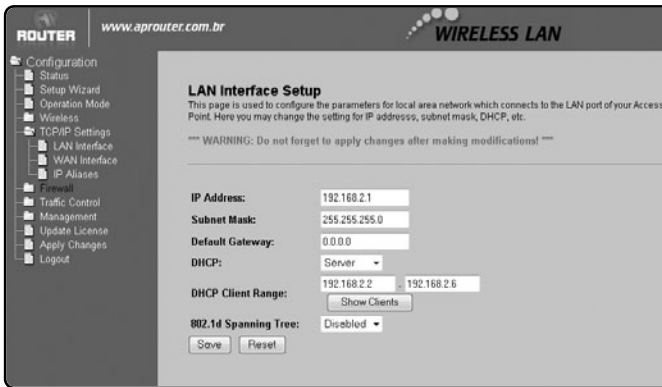 ROUTER
www.aprouter.com.br
WIRELESS LAN
Configuration
Status
Setup Wizard
Operation Mode
Wireless
TCP/IP Settings
LAN Interface
WAN Interface
IP Aliases
Firewall
Traffic Control
Management
Update License
Apply Changes
Logout
LAN Interface Setup
This page is used to configure the parameters for local area network which connects to the LAN port of your Access
Point. Here you may change the setting for IP addresss, subnet mask, DHCP, etc.
*** WARNING: Do not forget to apply changes after making modifications! ***
IP Address: 192.168.2.1
Subnet Mask: 255.255.255.0
Default Gateway: 0.0.0.0
DHCP: Server
DHCP Client Range: 192.168.2.2 - 192.168.2.6
Show Clients
802.1d Spanning Tree: Disabled
Save Reset